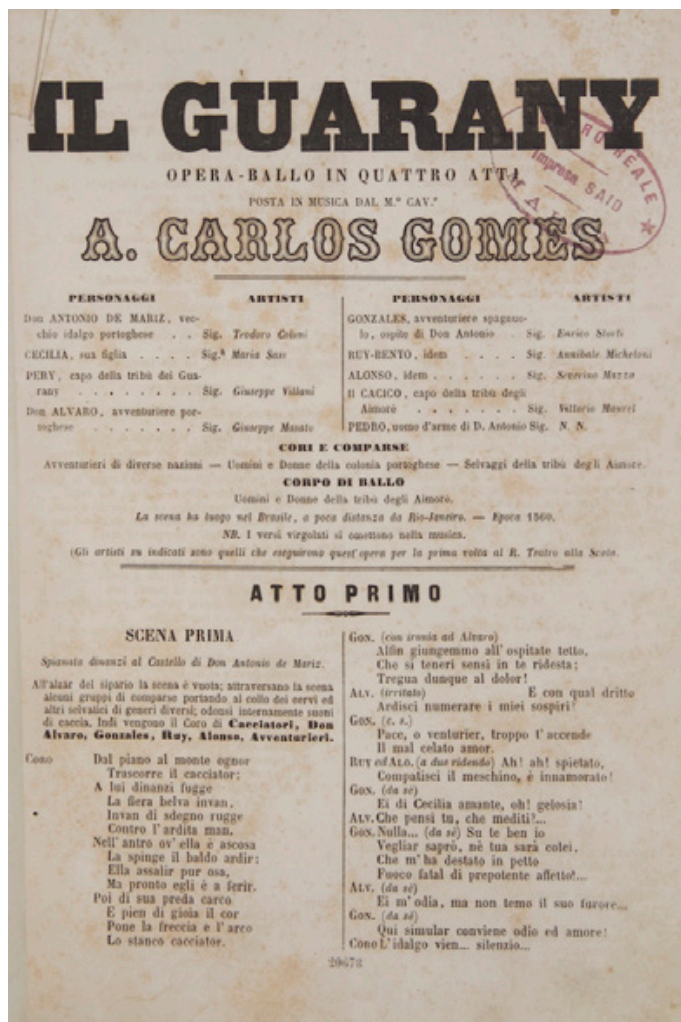 IL GUARANY
OPERA-BALLO IN QUATTRO ATTI
POSTA IN MUSICA DAL M.º CAV.º
A. CARLOS GOMES
REALE
Impresa SAID
PERSONAGGI ARTISTI
Don ANTONIO DE MARIZ, vec-
chio idalgo portoghese . . Sig. Teodoro Coloni
CECILIA, sua figlia . . . . Sig.ª Maria Sass
PERY, capo della tribù dei Gua-
rany . . . . . . . . Sig. Giuseppe Villani
Don ALVARO, avventuriere por-
toghese . . . . . . . Sig. Giuseppe Masato
PERSONAGGI ARTISTI
GONZALES, avventuriere spagnuo-
lo, ospite di Don Antonio . Sig. Enrico Storti
RUY-BENTO, idem . . . . Sig. Annibale Micheloni
ALONSO, idem . . . . . . Sig. Severino Mazza
Il CACICO, capo della tribù degli
Aimorè . . . . . . . Sig. Vittorio Maurel
PEDRO, uomo d'arme di D. Antonio Sig. N. N.
CORI E COMPARSE
Avventurieri di diverse nazioni — Uomini e Donne della colonia portoghese — Selvaggi della tribù degli Aimorè.
CORPO DI BALLO
Uomini e Donne della tribù degli Aimorè.
La scena ha luogo nel Brasile, a poca distanza da Rio-Janeiro. — Epoca 1560.
NB. I versi virgolati si omettono nella musica.
(Gli artisti su indicati sono quelli che eseguirono quest'opera per la prima volta al R. Teatro alla Scala.
ATTO PRIMO
SCENA PRIMA
Spianata dinanzi al Castello di Don Antonio de Mariz.
All'alzar del sipario la scena è vuota; attraversano la scena
alcuni gruppi di comparse portando al collo dei cervi ed
altri selvatici di generi diversi; odonsi internamente suoni
di caccia. Indi vengono il Coro di Cacciatori, Don
Alvaro, Gonzales, Ruy, Alonso, Avventurieri.
CORO Dal piano al monte ognor
Trascorre il cacciator;
A lui dinanzi fugge
La fiera belva invan,
Invan di sdegno rugge
Contro l'ardita man.
Nell'antro ov'ella è ascosa
La spinge il baldo ardir;
Ella assalir pur osa,
Ma pronto egli è a ferir.
Poi di sua preda carco
E pien di gioia il cor
Pone la freccia e l'arco
Lo stanco cacciator.
GON. (con ironia ad Alvaro)
Alfin giungemmo all'ospitate tetto,
Che si teneri sensi in te ridesta;
Tregua dunque al dolor!
ALV. (irritato) E con qual dritto
Ardisci numerare i miei sospiri?
GON. (c. s.)
Pace, o venturier, troppo t'accende
Il mal celato amor.
RUY ed ALO. (a due ridendo) Ah! ah! spietato,
Compatisci il meschino, è innamorato!
GON. (da sè)
Ei di Cecilia amante, oh! gelosia!
ALV. Che pensi tu, che mediti!...
GON. Nulla... (da sè) Su te ben io
Vegliar saprò, nè tua sarà colei,
Che m'ha destato in petto
Fuoco fatal di prepotente affetto!...
ALV. (da sè)
Ei m'odia, ma non temo il suo furore...
GON. (da sè)
Qui simular conviene odio ed amore!
CORO L'idalgo vien... silenzio...
20678